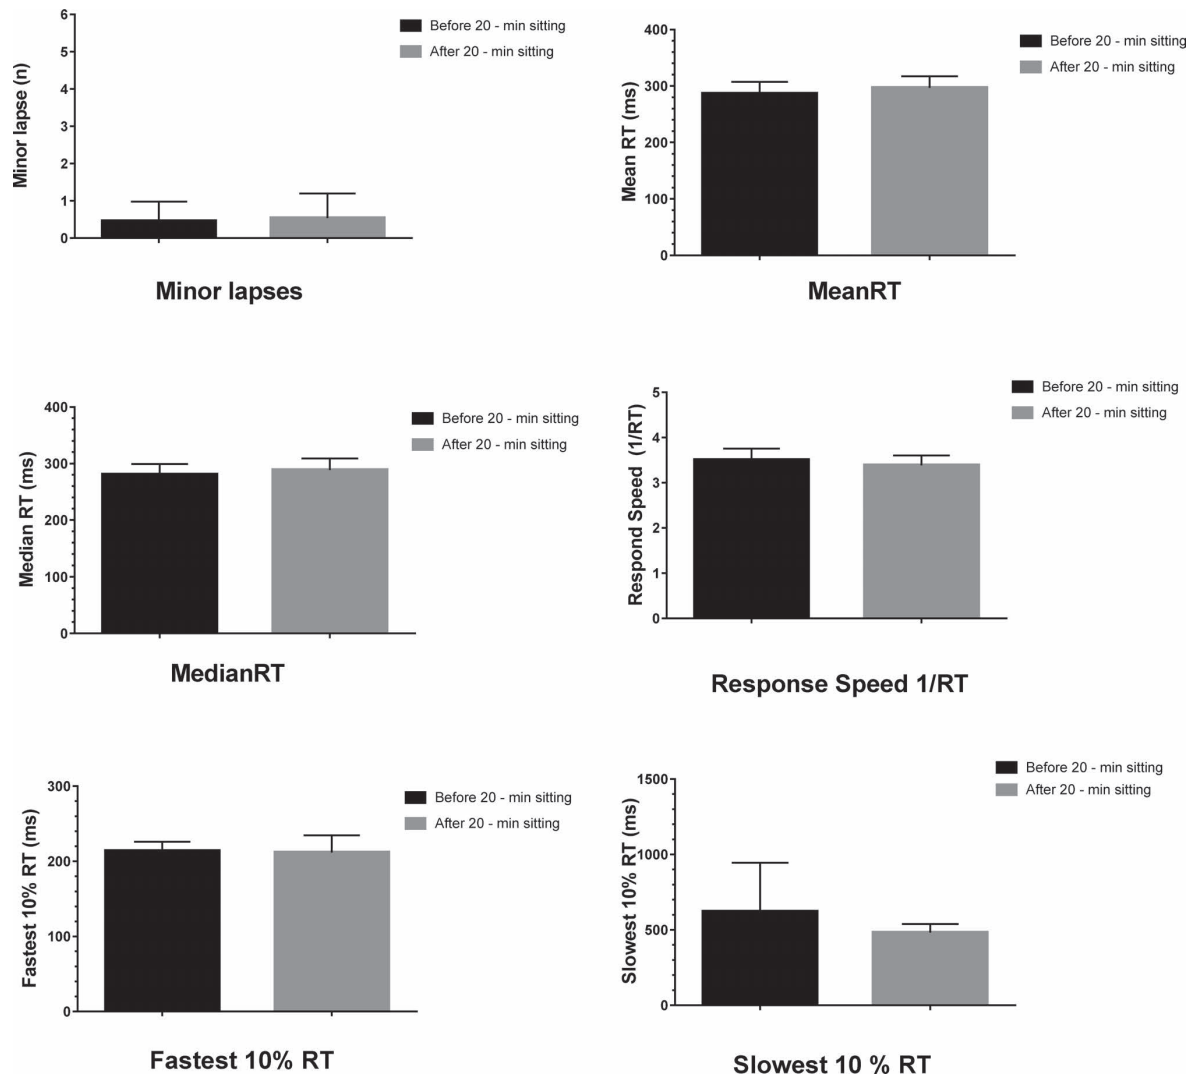 Minor lapse (n)
6
5
4
3
2
1
0
Before 20 - min sitting
After 20 - min sitting
Minor lapses
Mean RT (ms)
400
300
200
100
0
Before 20 - min sitting
After 20 - min sitting
MeanRT
Median RT (ms)
400
300
200
100
0
Before 20 - min sitting
After 20 - min sitting
MedianRT
Respond Speed (1/RT)
5
4
3
2
1
0
Before 20 - min sitting
After 20 - min sitting
Response Speed 1/RT
Fastest 10% RT (ms)
300
200
100
0
Before 20 - min sitting
After 20 - min sitting
Fastest 10% RT
Slowest 10% RT (ms)
1500
1000
500
0
Before 20 - min sitting
After 20 - min sitting
Slowest 10 % RT